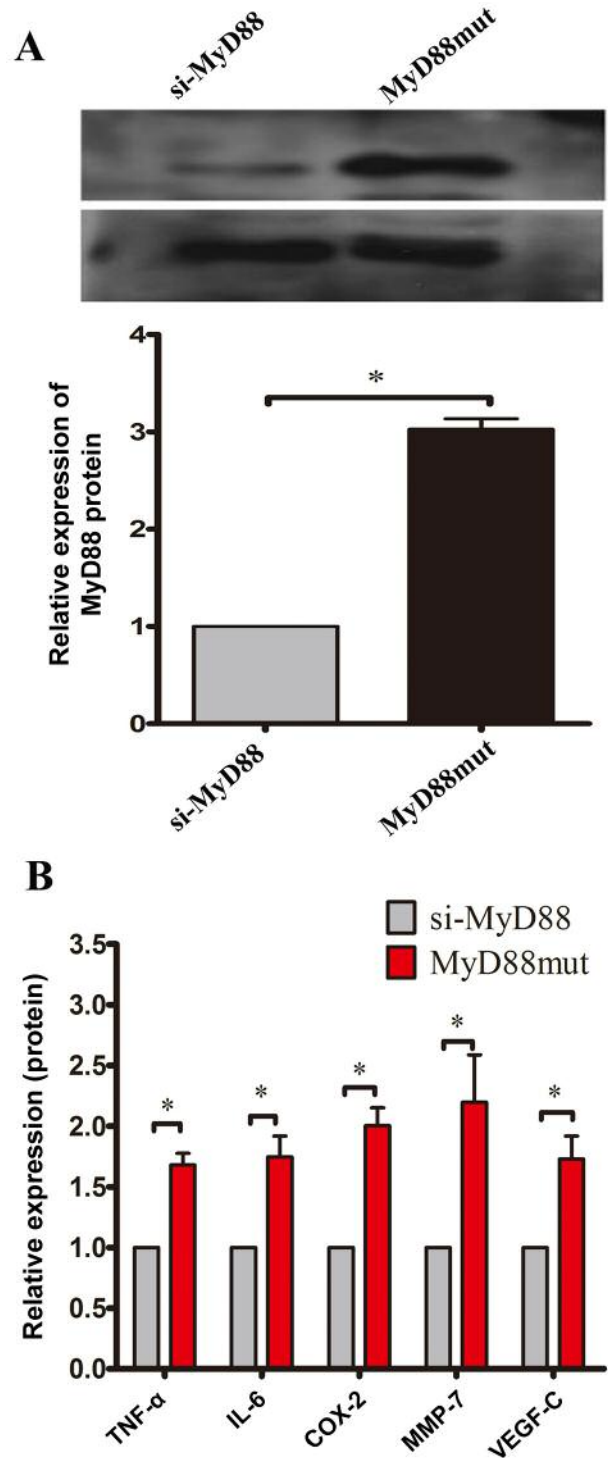 A
si-MyD88 MyD88mut
4
3
2
1
0
*
Relative expression of
MyD88 protein
si-MyD88 MyD88mut
B
si-MyD88
MyD88mut
3.5
3.0
2.5
2.0
1.5
1.0
0.5
0.0
Relative expression (protein)
* * * * *
TNF-α IL-6 COX-2 MMP-7 VEGF-C